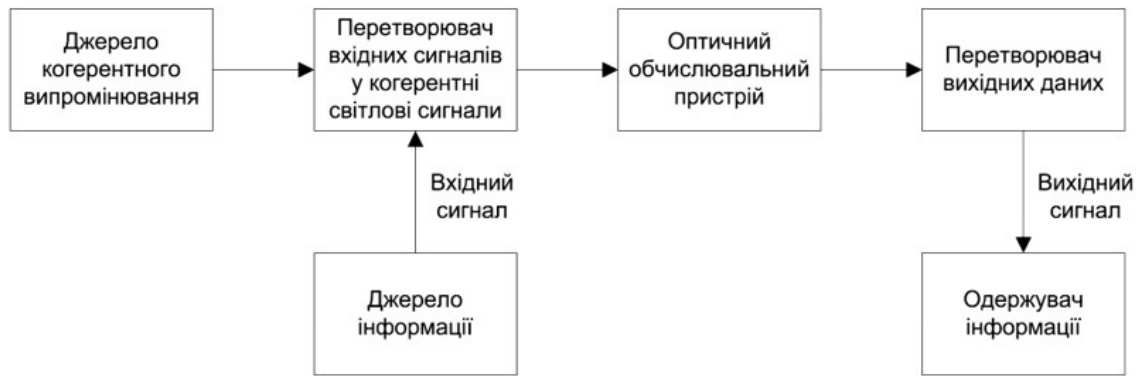 Джерело
когерентного
випромінювання
Перетворювач
вхідних сигналів
у когерентні
світлові сигнали
Оптичний
обчислювальний
пристрій
Перетворювач
вихідних даних
Вхідний
сигнал
Вихідний
сигнал
Джерело
інформації
Одержувач
інформації